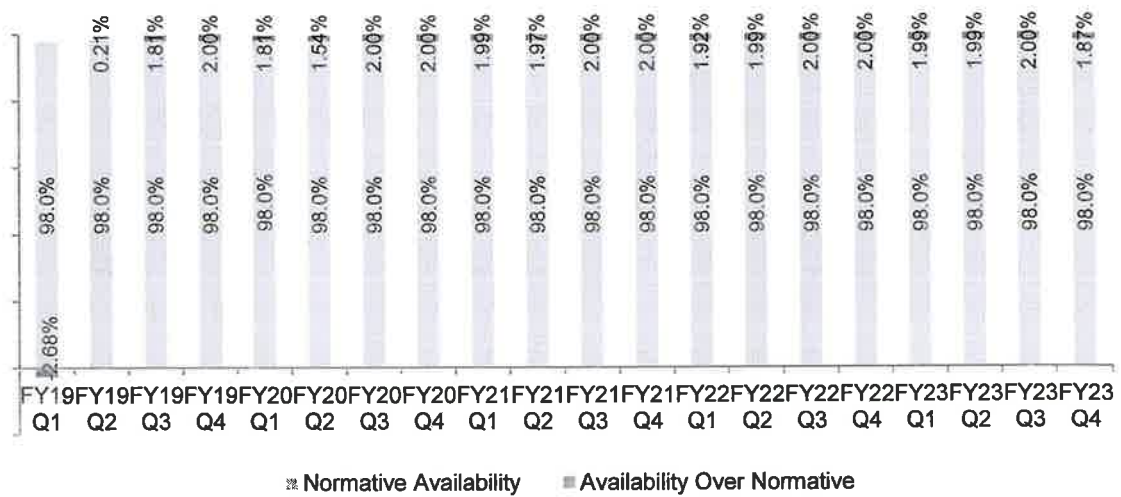 0.21% 1.81% 2.00% 1.81% 1.54% 2.00% 2.00% 1.99% 1.97% 2.00% 2.00% 1.92% 1.99% 2.00% 2.00% 1.99% 1.99% 2.00% 1.87%
98.0% 98.0% 98.0% 98.0% 98.0% 98.0% 98.0% 98.0% 98.0% 98.0% 98.0% 98.0% 98.0% 98.0% 98.0% 98.0% 98.0% 98.0% 98.0% 98.0%
-2.68%
FY19 FY19 FY19 FY19 FY20 FY20 FY20 FY20 FY21 FY21 FY21 FY21 FY22 FY22 FY22 FY22 FY23 FY23 FY23 FY23
Q1 Q2 Q3 Q4 Q1 Q2 Q3 Q4 Q1 Q2 Q3 Q4 Q1 Q2 Q3 Q4 Q1 Q2 Q3 Q4
Normative Availability Availability Over Normative